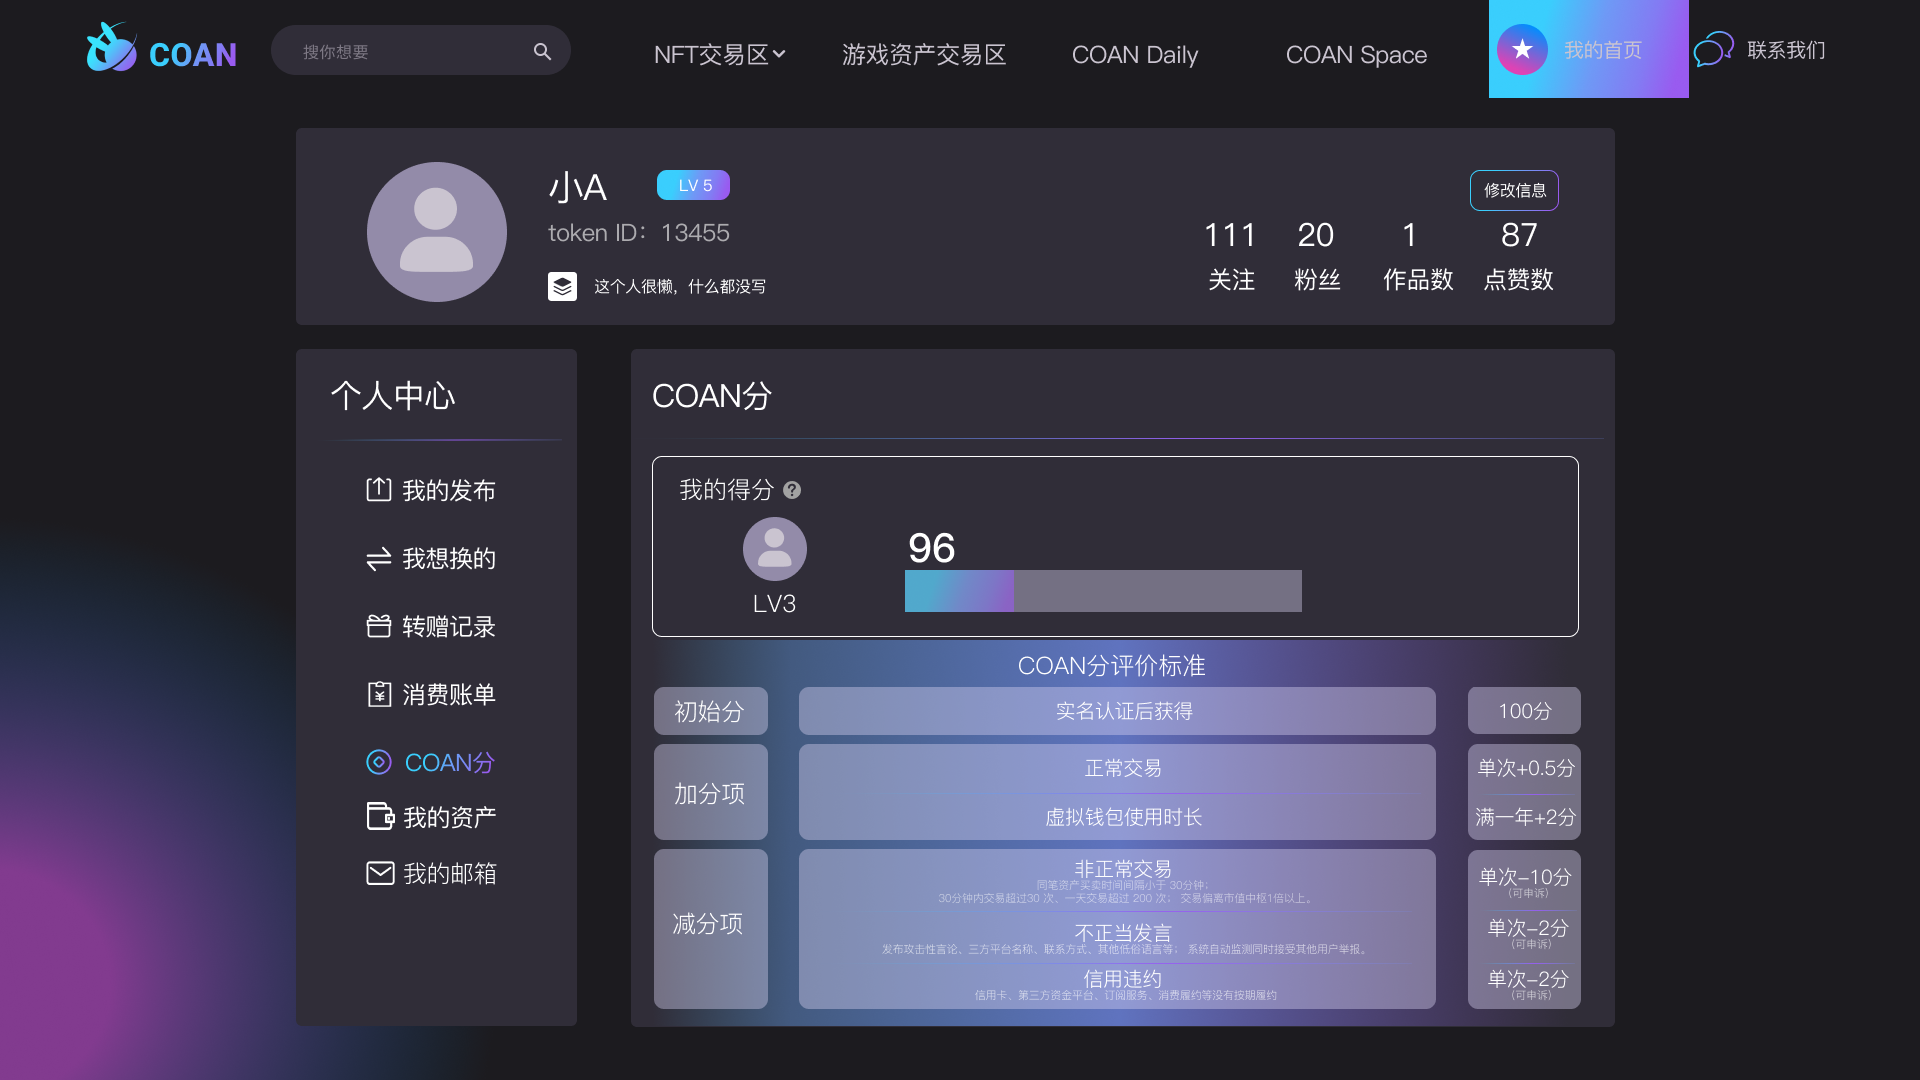 COAN
搜你想要
NFT交易区
游戏资产交易区
COAN Daily
COAN Space
我的首页
联系我们
小A
LV 5
token ID：13455
这个人很懒，什么都没写
修改信息
111
20
1
87
关注
粉丝
作品数
点赞数
个人中心
我的发布
我想换的
转赠记录
消费账单
COAN分
我的资产
我的邮箱
COAN分
我的得分
?
96
LV3
COAN分评价标准
初始分
实名认证后获得
100分
加分项
正常交易
单次+0.5分
虚拟钱包使用时长
满一年+2分
减分项
非正常交易
同笔资产买卖时间间隔小于 30分钟；
30分钟内交易超过30 次、一天交易超过 200 次； 交易偏离市值中枢1倍以上。
单次-10分
(可申诉)
不正当发言
发布攻击性言论、三方平台名称、联系方式、其他低俗语言等； 系统自动监测同时接受其他用户举报。
单次-2分
(可申诉)
信用违约
信用卡、第三方资金平台、订阅服务、消费履约等没有按期履约
单次-2分
(可申诉)